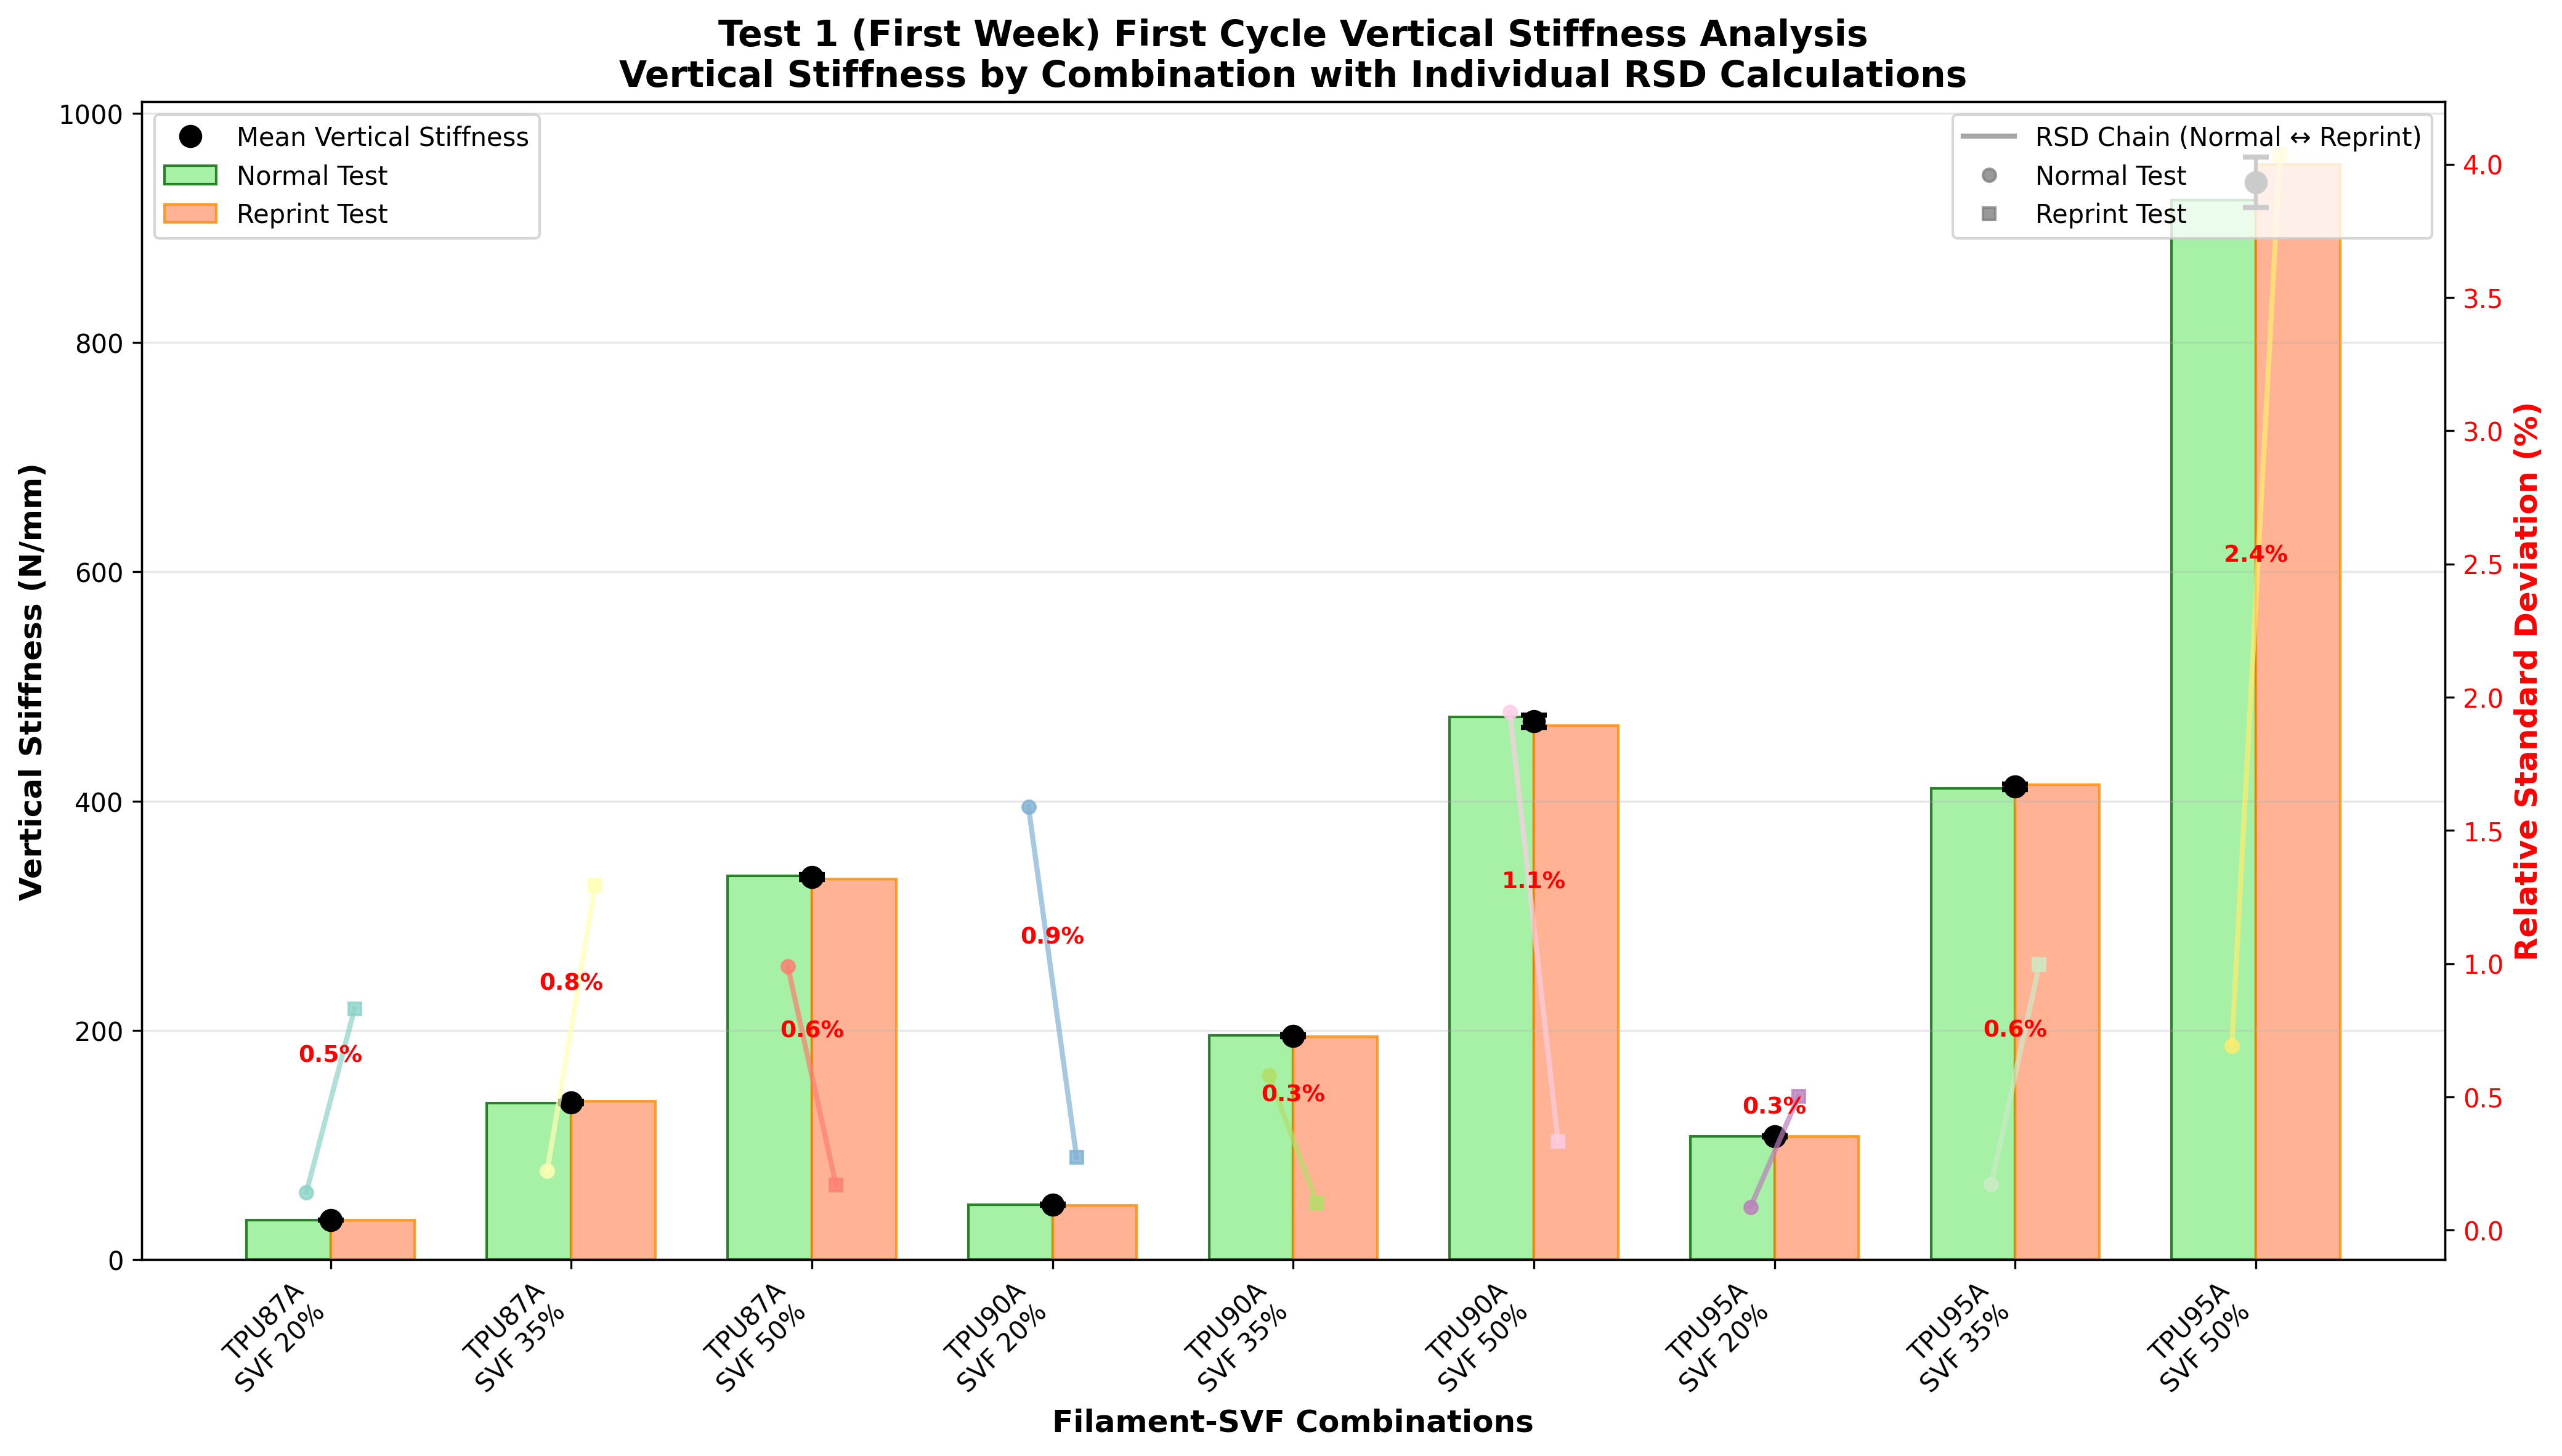 Test 1 (First Week) First Cycle Vertical Stiffness Analysis
Vertical Stiffness by Combination with Individual RSD Calculations
Mean Vertical Stiffness
Normal Test
Reprint Test
RSD Chain (Normal ↔ Reprint)
Normal Test
Reprint Test
Vertical Stiffness (N/mm)
1000
800
600
400
200
0
Relative Standard Deviation (%)
4.0
3.5
3.0
2.5
2.0
1.5
1.0
0.5
0.0
0.5%
0.8%
0.6%
0.9%
0.3%
1.1%
0.3%
0.6%
2.4%
TPU87A
SVF 20%
TPU87A
SVF 35%
TPU87A
SVF 50%
TPU90A
SVF 20%
TPU90A
SVF 35%
TPU90A
SVF 50%
TPU95A
SVF 20%
TPU95A
SVF 35%
TPU95A
SVF 50%
Filament-SVF Combinations